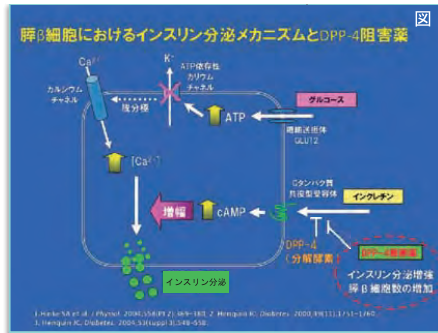 図
膵β細胞におけるインスリン分泌メカニズムとDPP-4阻害薬
Ca²⁺
K⁺
ATP依存性
カリウム
チャネル
カルシウム
チャネル
脱分極
グルコース
ATP
糖輸送担体
GLUT2
[Ca²⁺]
Gタンパク質
共役型受容体
インクレチン
増幅
cAMP
DPP-4
(分解酵素)
DPP-4阻害薬
インスリン分泌増強
膵β細胞数の増加
インスリン分泌